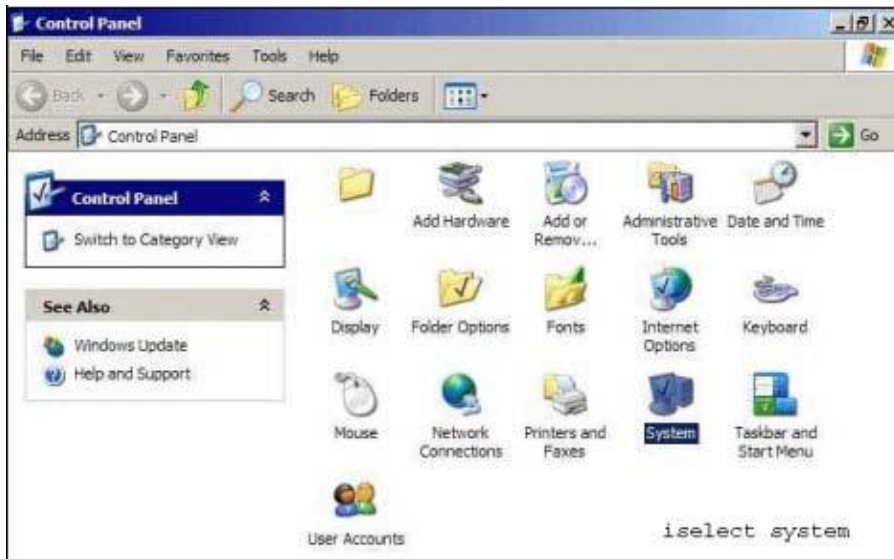 Control Panel
File Edit View Favorites Tools Help
Back Search Folders
Address Control Panel Go
Control Panel
Switch to Category View
See Also
Windows Update
Help and Support
Add Hardware
Add or
Remov...
Administrative
Tools
Date and Time
Display
Folder Options
Fonts
Internet
Options
Keyboard
Mouse
Network
Connections
Printers and
Faxes
System
Taskbar and
Start Menu
User Accounts
iselect system